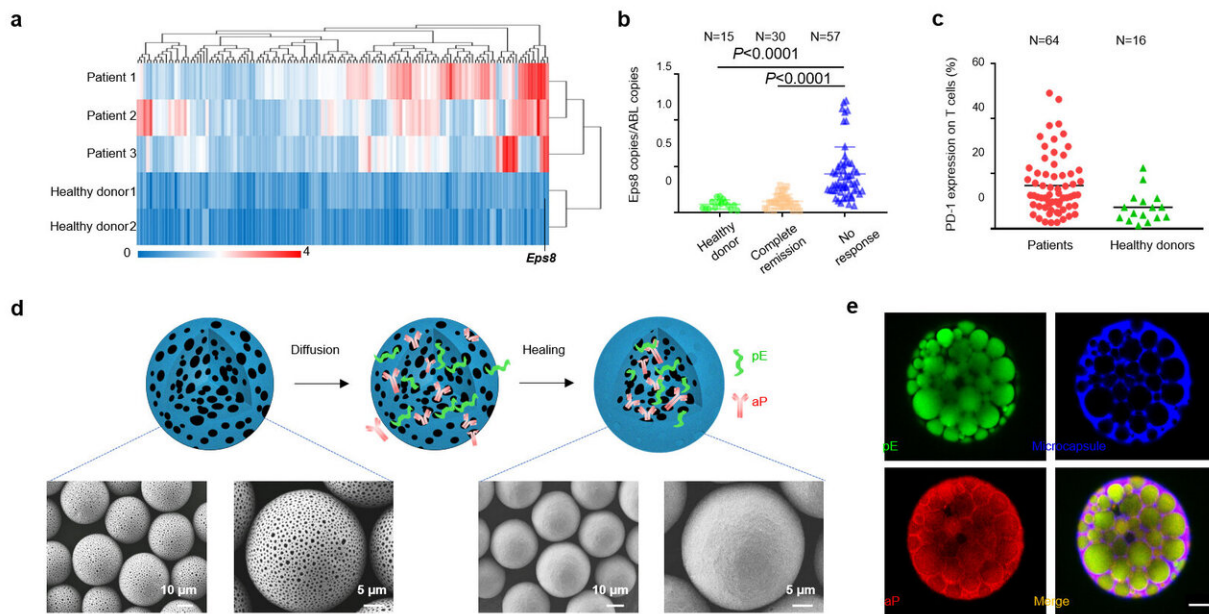 a
Patient 1
Patient 2
Patient 3
Healthy donor1
Healthy donor2
0
4
Eps8
b
N=15 N=30 N=57
P<0.0001
P<0.0001
Eps8 copies/ABL copies
1.5
1.0
0.5
0
Healthy donor
Complete remission
No response
c
N=64 N=16
PD-1 expression on T cells (%)
60
40
20
0
Patients
Healthy donors
d
Diffusion
Healing
pE
aP
10 µm
5 µm
10 µm
5 µm
e
pE
Microcapsule
aP
Merge